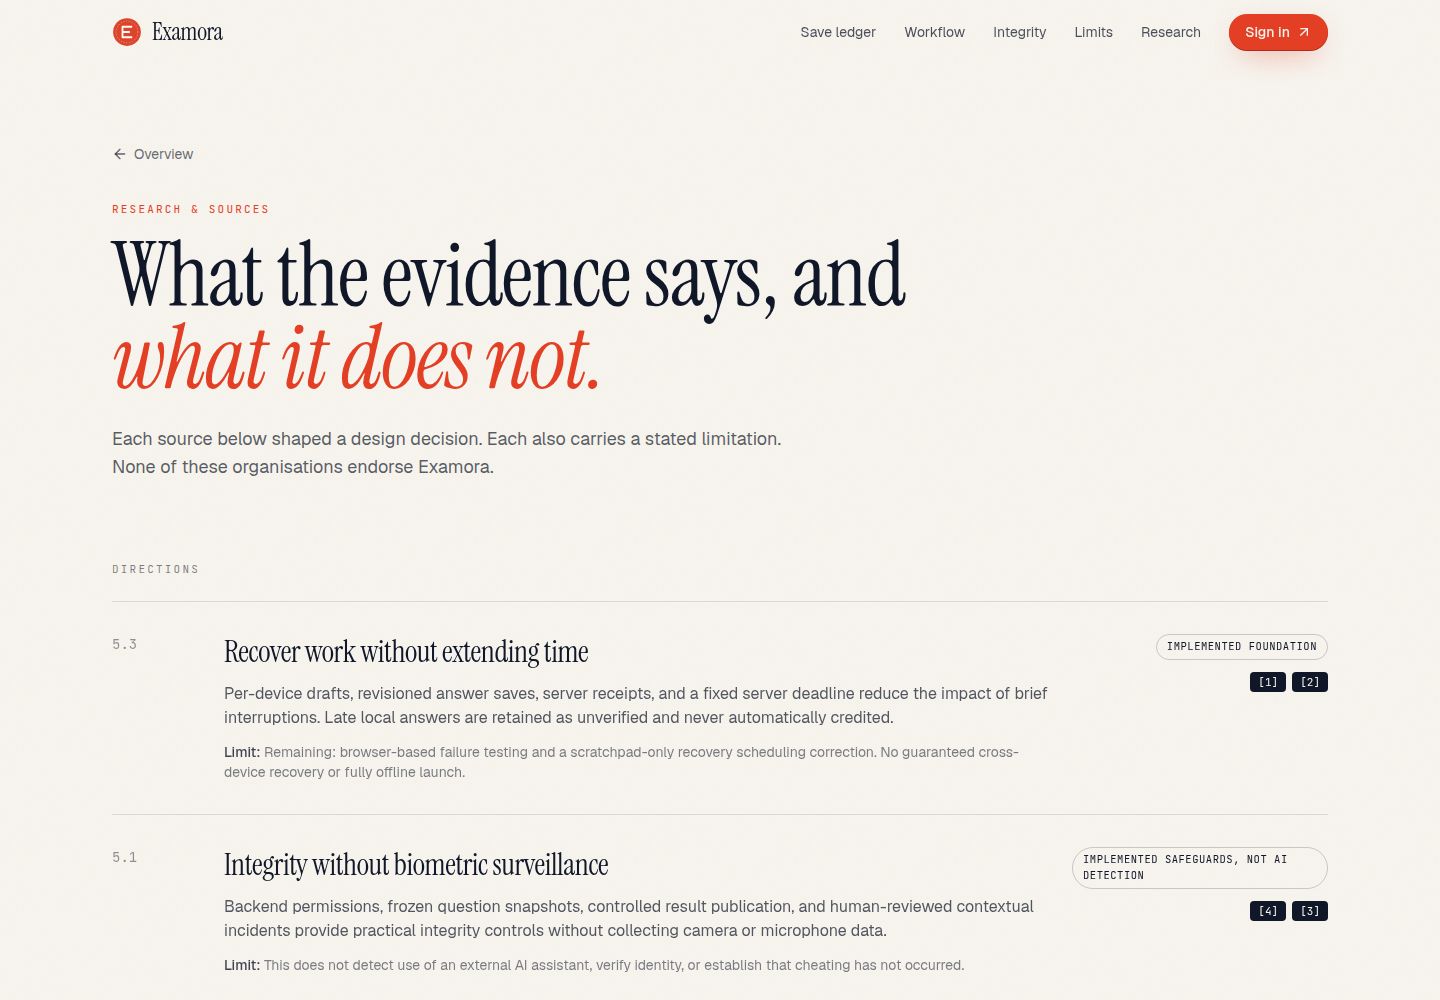 E Examora
Save ledger
Workflow
Integrity
Limits
Research
Sign in
Overview
RESEARCH & SOURCES
What the evidence says, and
what it does not.
Each source below shaped a design decision. Each also carries a stated limitation.
None of these organisations endorse Examora.
DIRECTIONS
5.3
Recover work without extending time
Per-device drafts, revisioned answer saves, server receipts, and a fixed server deadline reduce the impact of brief
interruptions. Late local answers are retained as unverified and never automatically credited.
Limit: Remaining: browser-based failure testing and a scratchpad-only recovery scheduling correction. No guaranteed cross-
device recovery or fully offline launch.
IMPLEMENTED FOUNDATION
[1] [2]
5.1
Integrity without biometric surveillance
Backend permissions, frozen question snapshots, controlled result publication, and human-reviewed contextual
incidents provide practical integrity controls without collecting camera or microphone data.
Limit: This does not detect use of an external AI assistant, verify identity, or establish that cheating has not occurred.
IMPLEMENTED SAFEGUARDS, NOT AI
DETECTION
[4] [3]